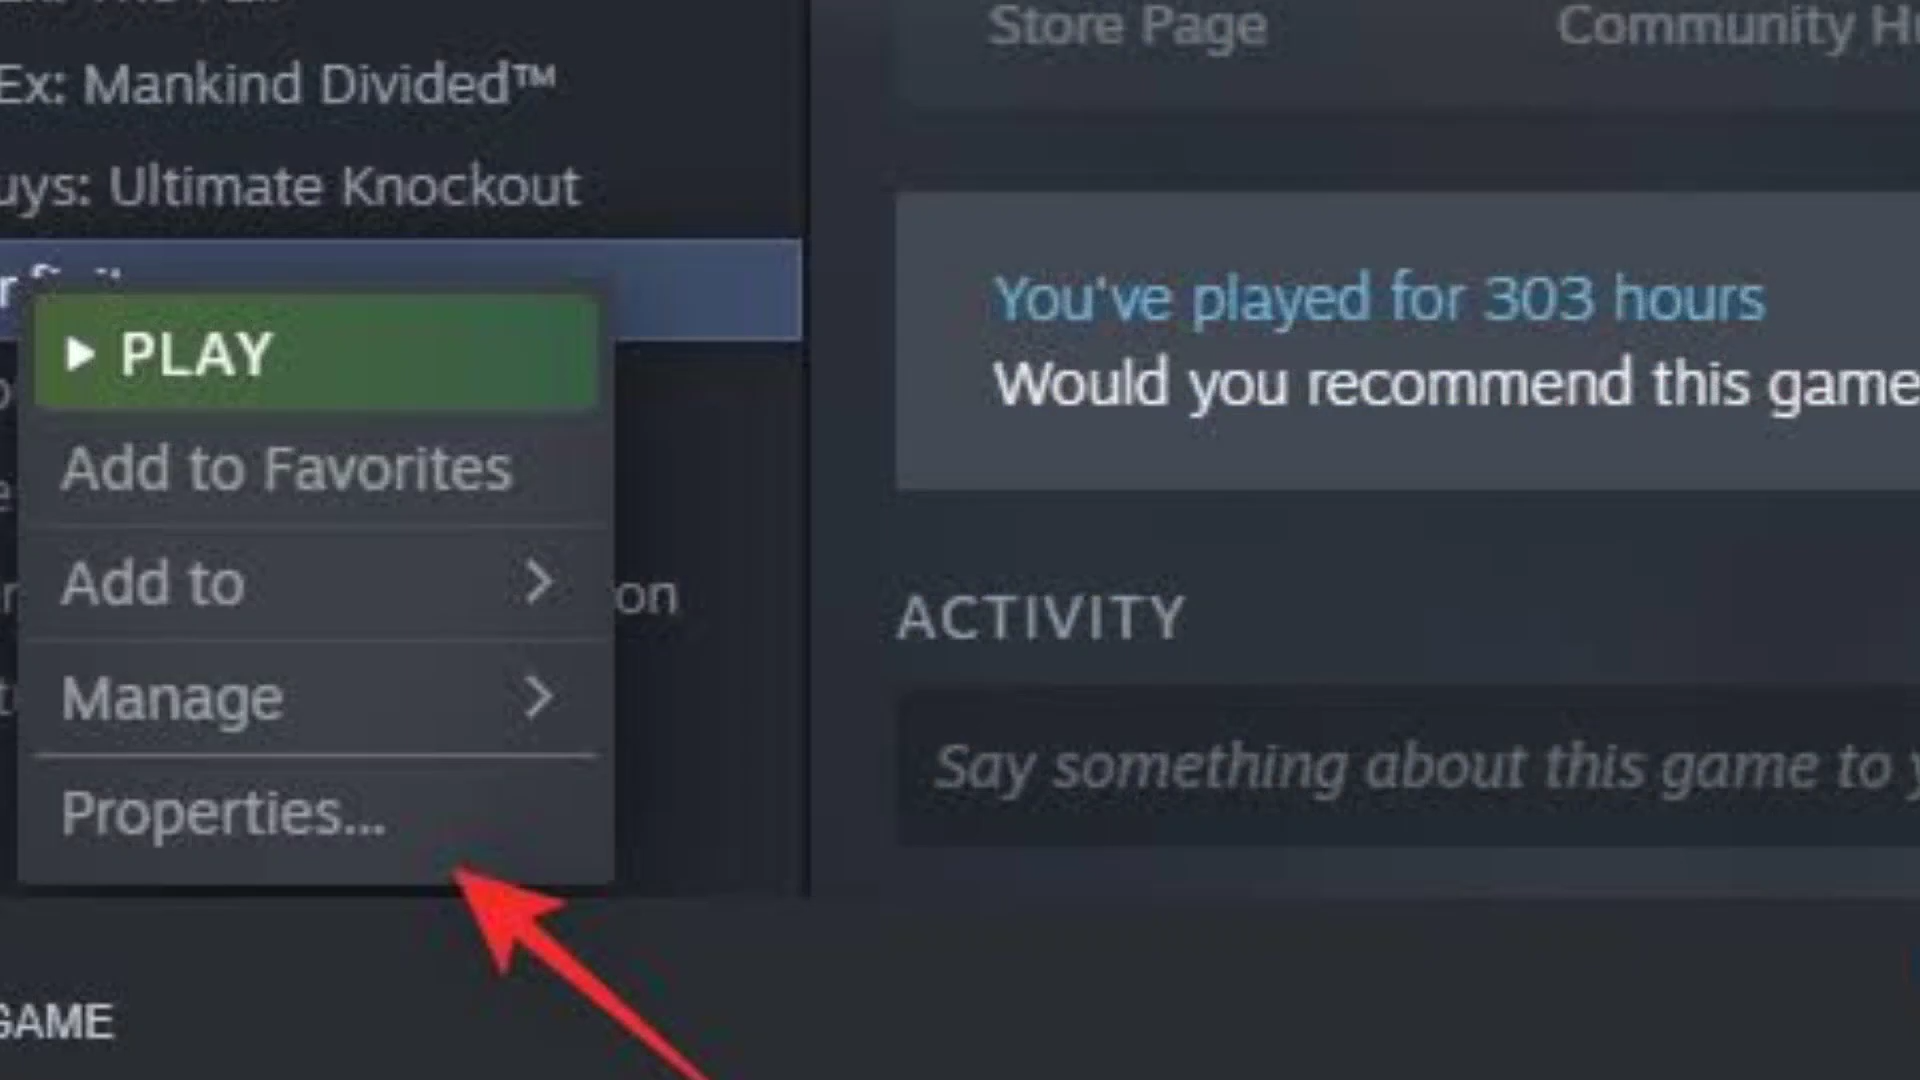 Ex: Mankind Divided™
uys: Ultimate Knockout
PLAY
Add to Favorites
Add to
Manage
Properties...
on
GAME
Store Page
Community H
You've played for 303 hours
Would you recommend this game
ACTIVITY
Say something about this game to y